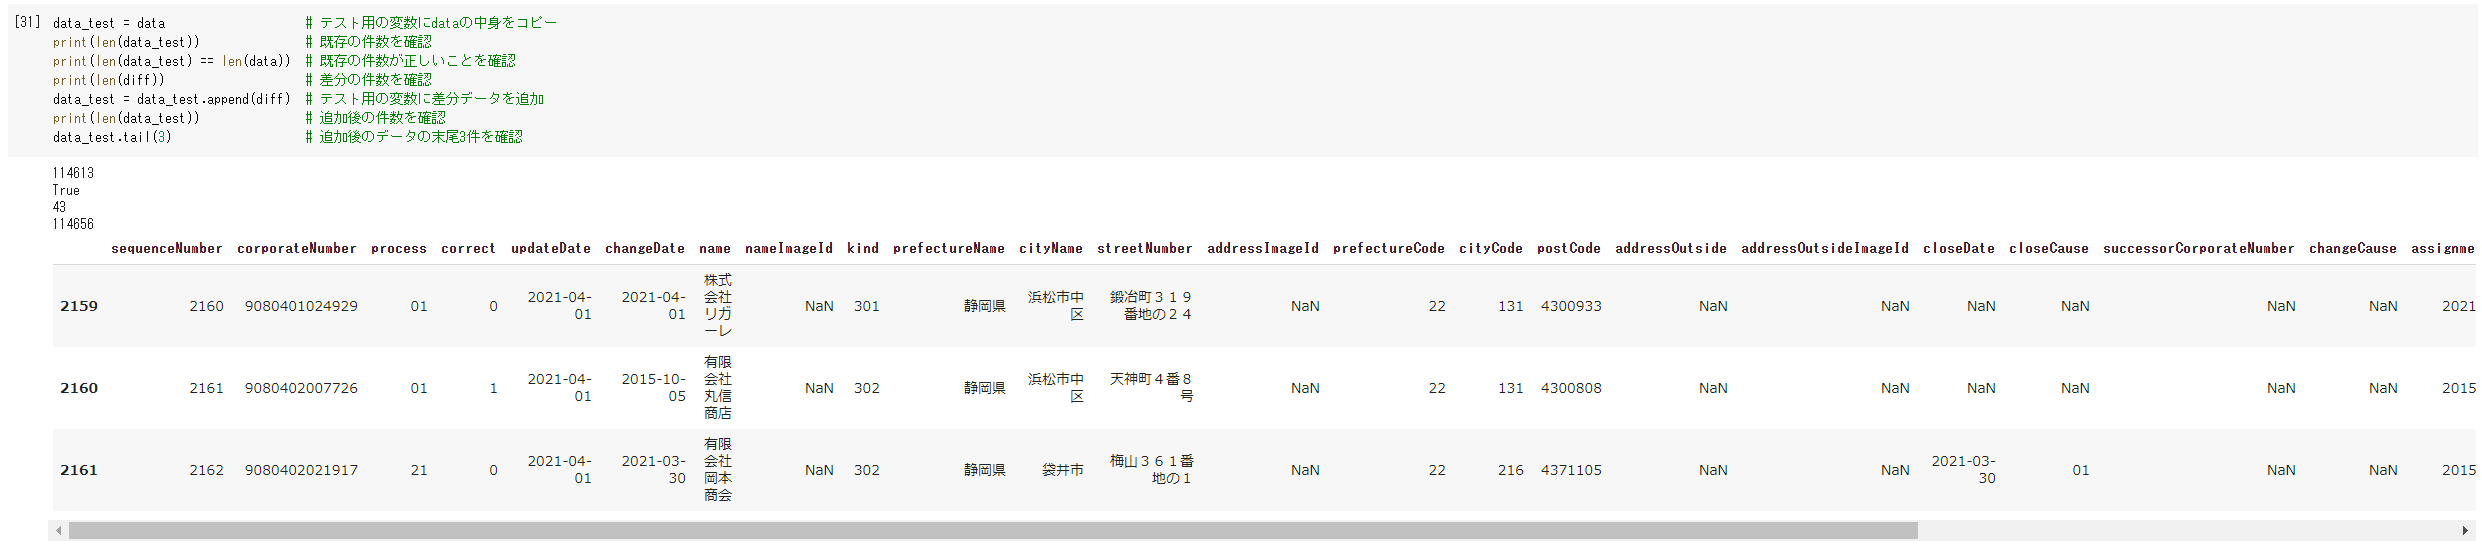 [31] data_test = data # テスト用の変数にdataの中身をコピー
print(len(data_test)) # 既存の件数を確認
print(len(data_test) == len(data)) # 既存の件数が正しいことを確認
print(len(diff)) # 差分の件数を確認
data_test = data_test.append(diff) # テスト用の変数に差分データを追加
print(len(data_test)) # 追加後の件数を確認
data_test.tail(3) # 追加後のデータの末尾3件を確認
114613
True
43
114656
sequenceNumber corporateNumber process correct updateDate changeDate name nameImageId kind prefectureName cityName streetNumber addressImageId prefectureCode cityCode postCode addressOutside addressOutsideImageId closeDate closeCause successorCorporateNumber changeCause assignme
2159 2160 9080401024929 01 0 2021-04-01 2021-04-01 株式会社リガーレ NaN 301 静岡県 浜松市中区 鍛冶町３１９番地の２４ NaN 22 131 4300933 NaN NaN NaN NaN NaN NaN 2021
2160 2161 9080402007726 01 1 2021-04-01 2015-10-05 有限会社丸信商店 NaN 302 静岡県 浜松市中区 天神町４番８号 NaN 22 131 4300808 NaN NaN NaN NaN NaN NaN 2015
2161 2162 9080402021917 21 0 2021-04-01 2021-03-30 有限会社岡本商会 NaN 302 静岡県 袋井市 梅山３６１番地の１ NaN 22 216 4371105 NaN NaN 2021-03-30 01 NaN NaN 2015